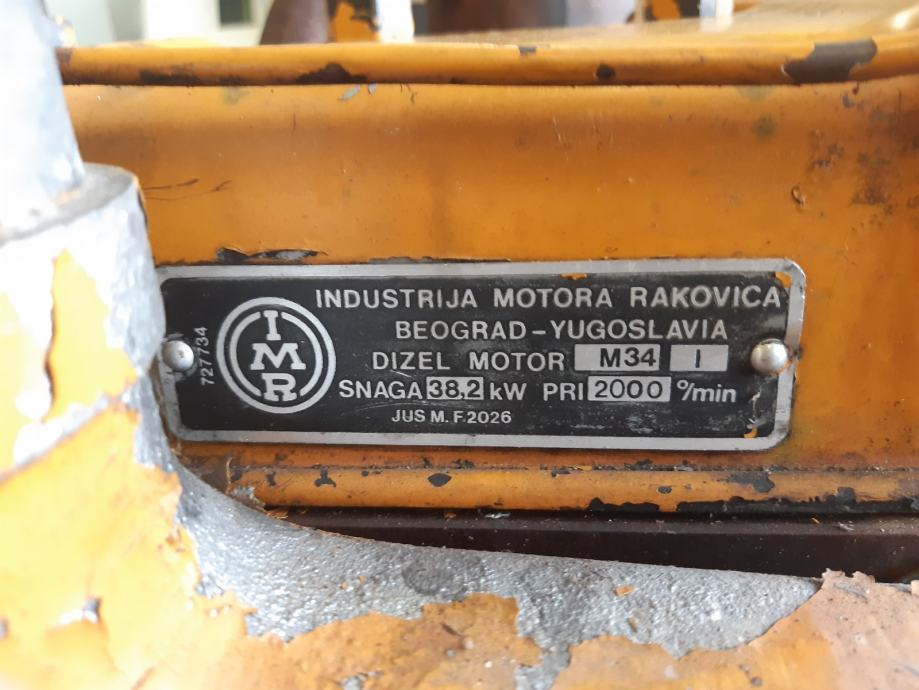 INDUSTRIJA MOTORA RAKOVICA
BEOGRAD-YUGOSLAVIA
DIZEL MOTOR M34 I
SNAGA 38.2 kW PRI 2000 º/min
JUS M. F.2026
IMR
727734